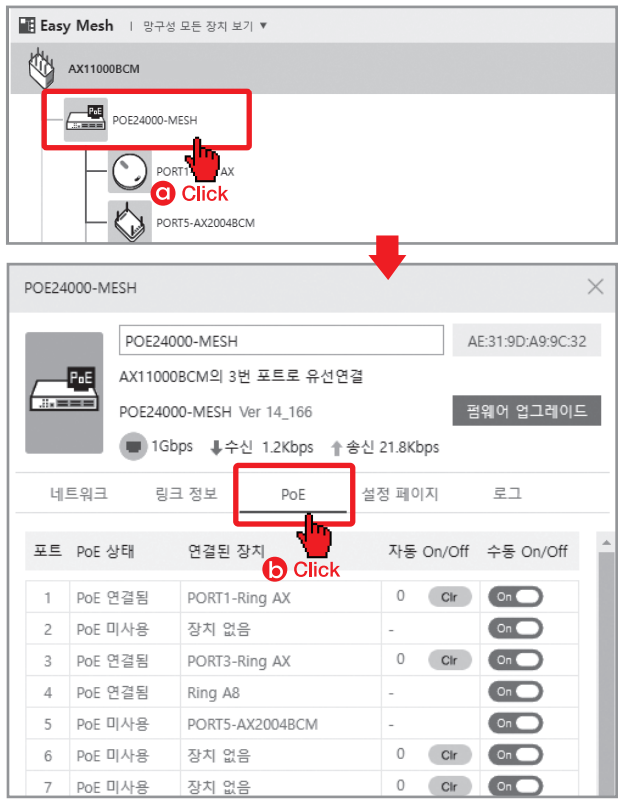 Easy Mesh | 망구성 모든 장치 보기 ▼
AX11000BCM
PoE
POE24000-MESH
PORT1 AX
ⓐ Click
PORT5-AX2004BCM
POE24000-MESH
POE24000-MESH AE:31:9D:A9:9C:32
PoE
AX11000BCM의 3번 포트로 유선연결
POE24000-MESH Ver 14_166 펌웨어 업그레이드
1Gbps 수신 1.2Kbps 송신 21.8Kbps
네트워크 링크 정보 PoE 설정 페이지 로그
포트 PoE 상태 연결된 장치 자동 On/Off 수동 On/Off
ⓑ Click
1 PoE 연결됨 PORT1-Ring AX 0 Clr On
2 PoE 미사용 장치 없음 - On
3 PoE 연결됨 PORT3-Ring AX 0 Clr On
4 PoE 연결됨 Ring A8 - On
5 PoE 미사용 PORT5-AX2004BCM - On
6 PoE 미사용 장치 없음 0 Clr On
7 PoE 미사용 장치 없음 0 Clr On